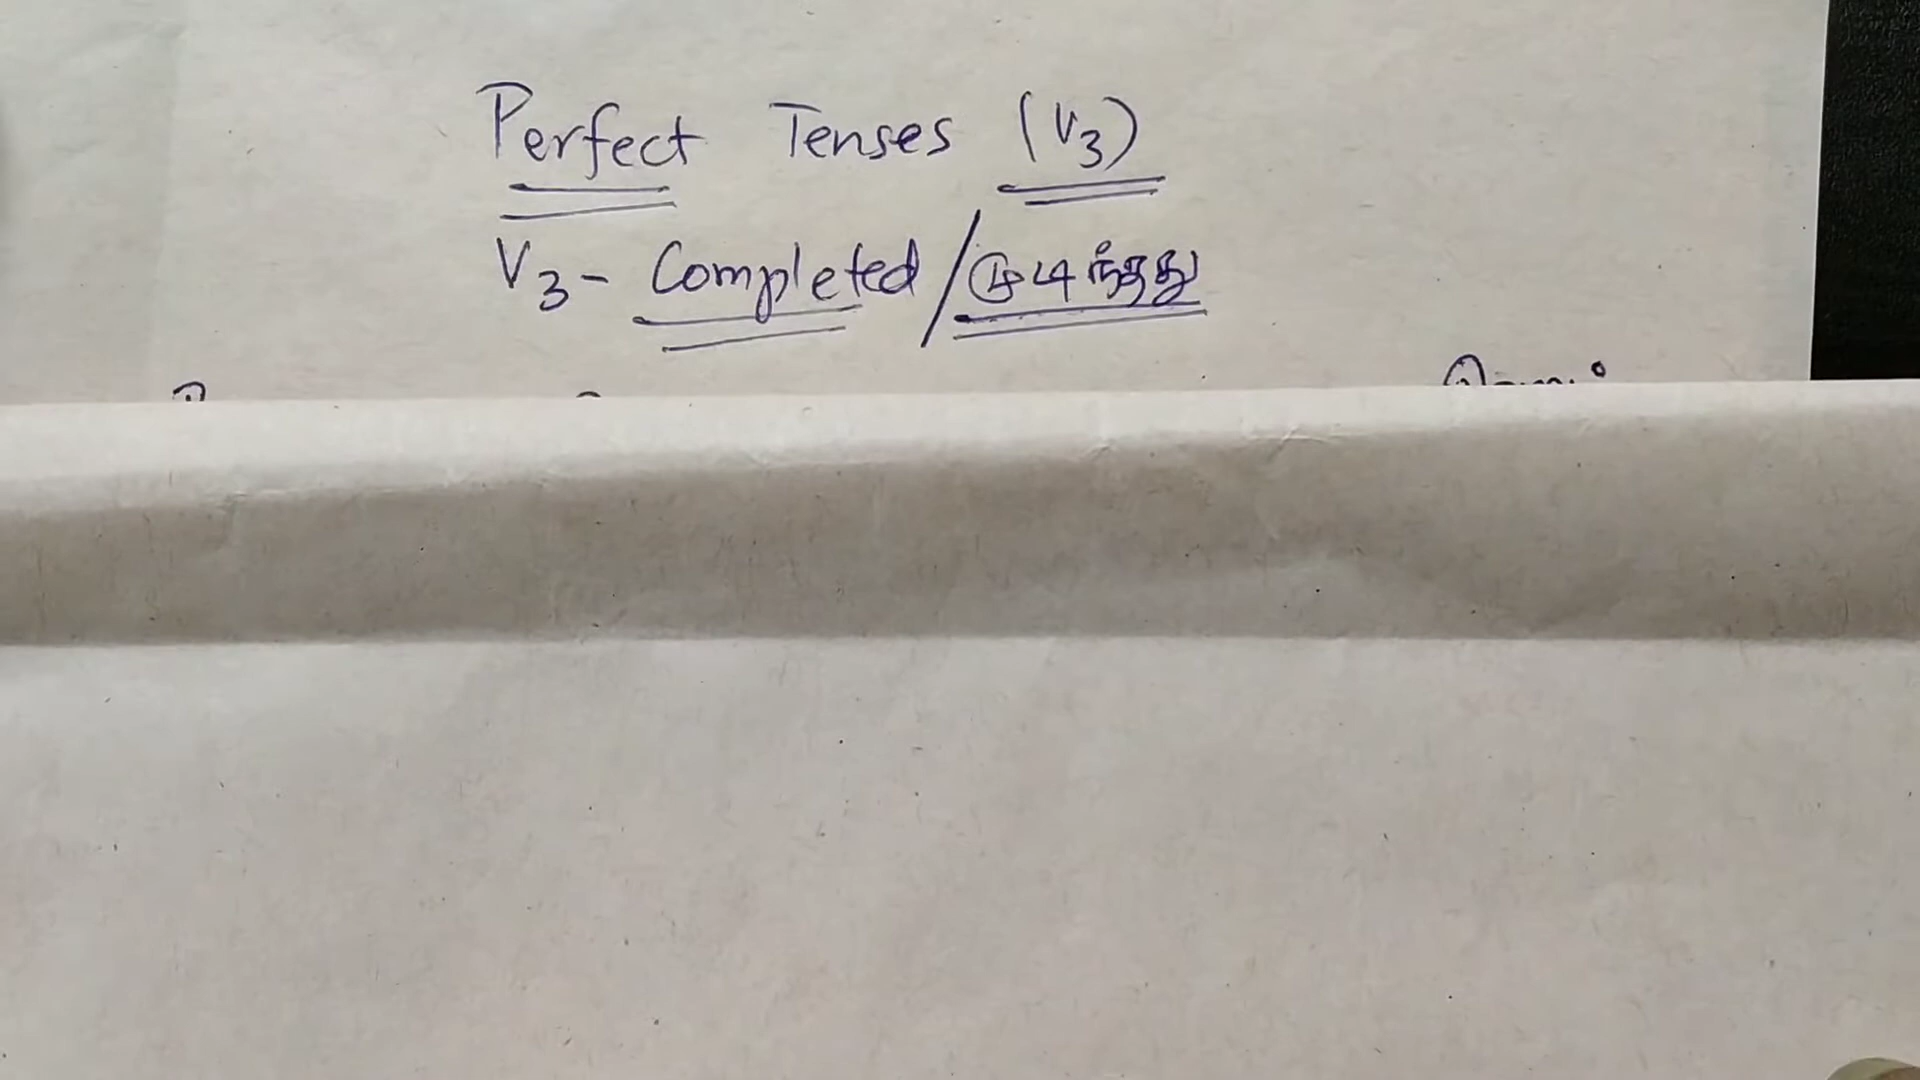 Perfect Tenses (V3)
V3 - Completed / முடிந்தது